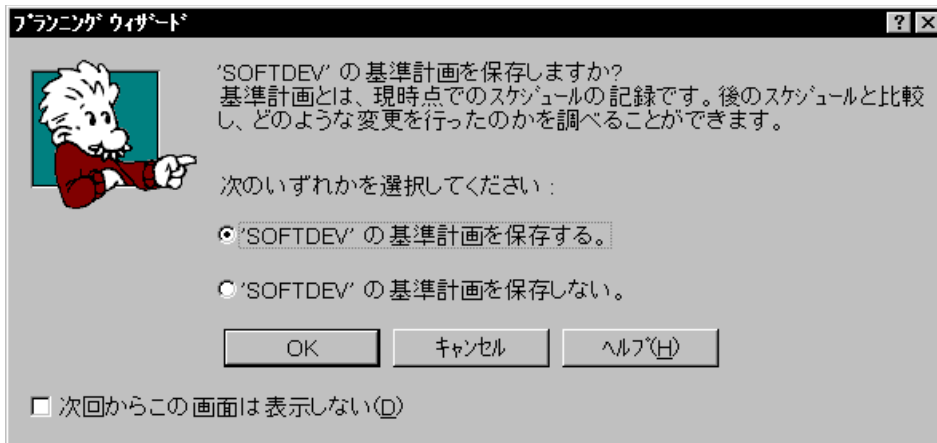 ﾌﾟﾗﾝﾆﾝｸﾞ ｳｨｻﾞｰﾄﾞ
'SOFTDEV' の基準計画を保存しますか?
基準計画とは、現時点でのｽｹｼﾞｭｰﾙの記録です。後のｽｹｼﾞｭｰﾙと比較
し、どのような変更を行ったのかを調べることができます。
次のいずれかを選択してください :
'SOFTDEV' の基準計画を保存する。
'SOFTDEV' の基準計画を保存しない。
OK ｷｬﾝｾﾙ ﾍﾙﾌﾟ(H)
次回からこの画面は表示しない(D)